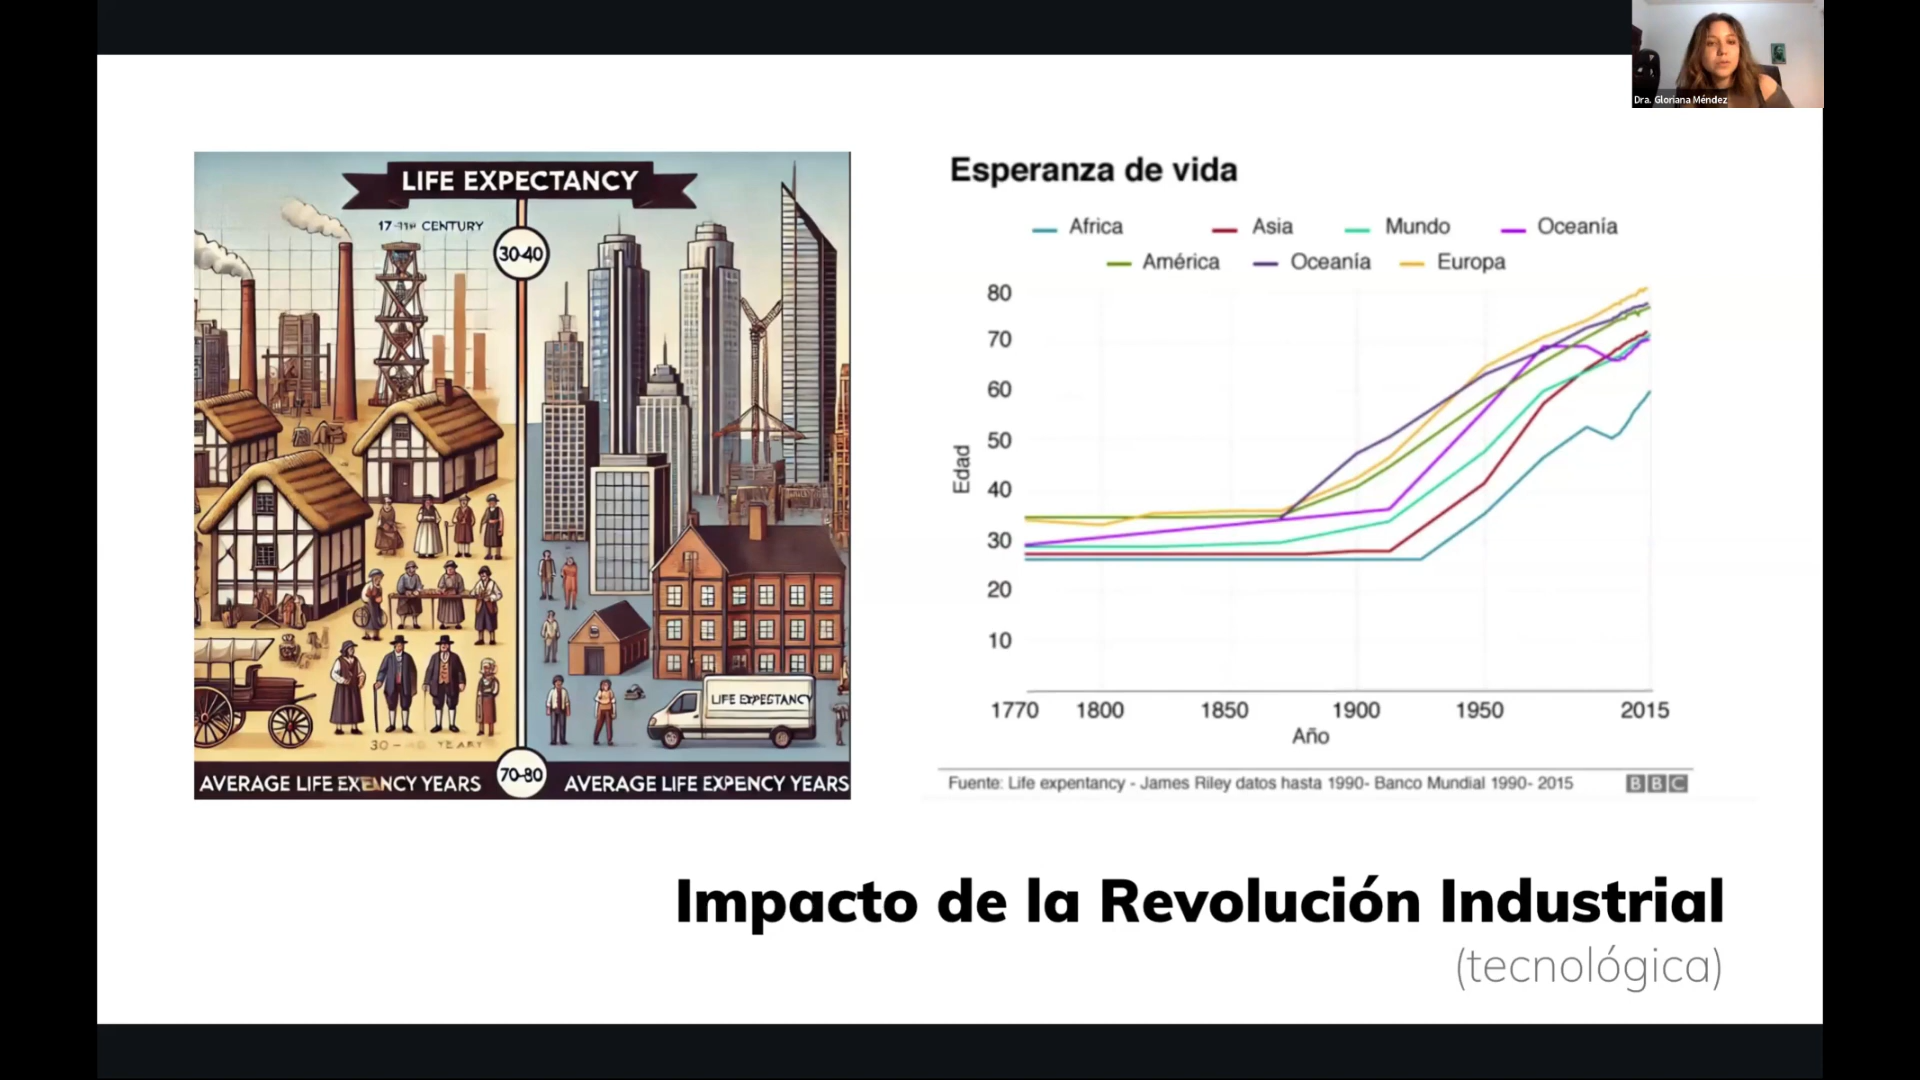 Dra. Gloriana Méndez
LIFE EXPECTANCY
CENTURY
30-40
30 -
70-80
AVERAGE LIFE
NCY YEARS
AVERAGE LIFE EXPENCY YEARS
LIFE
Esperanza de vida
Africa Asia Mundo Oceanía
América Oceanía Europa
80
70
60
50
40
30
20
10
Edad
1770 1800 1850 1900 1950 2015
Año
Fuente: Life expentancy - James Riley datos hasta 1990- Banco Mundial 1990- 2015
BBC
Impacto de la Revolución Industrial
(tecnológica)